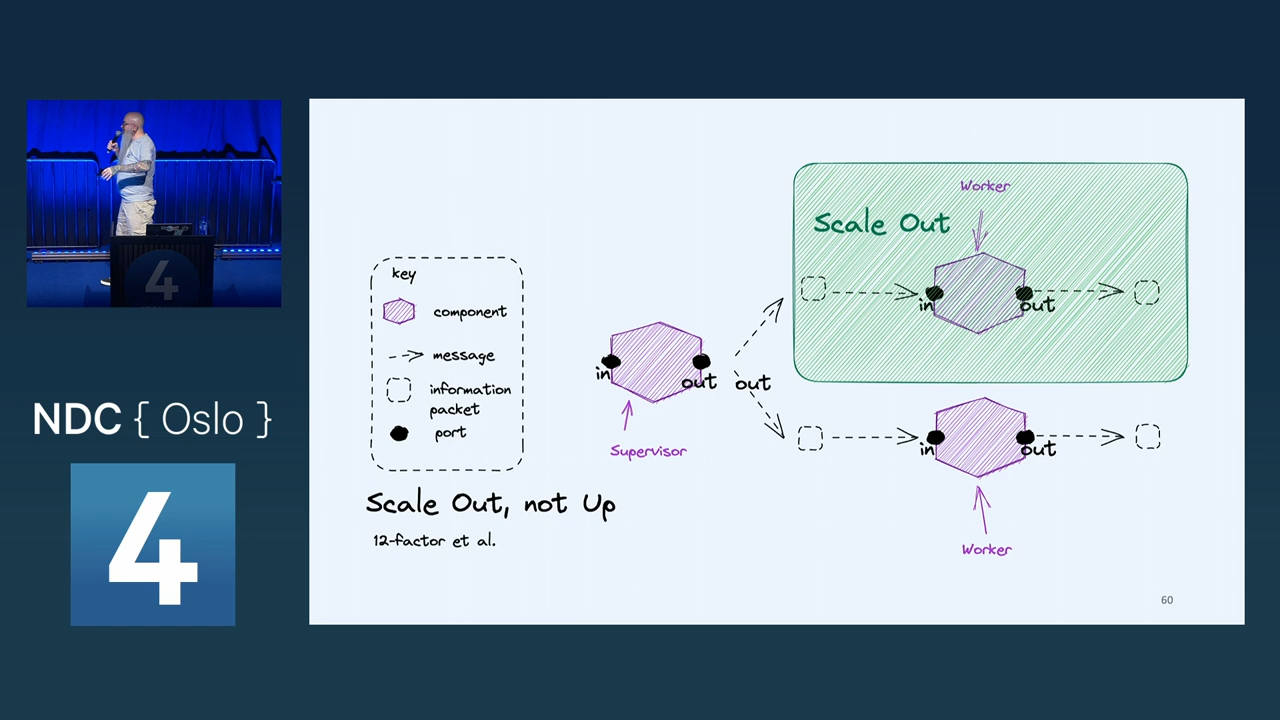 4
NDC { Oslo }
4
key
component
message
information
packet
port
Scale Out, not Up
12-factor et al.
in
out
Supervisor
out
Worker
Scale Out
in
out
in
out
Worker
60